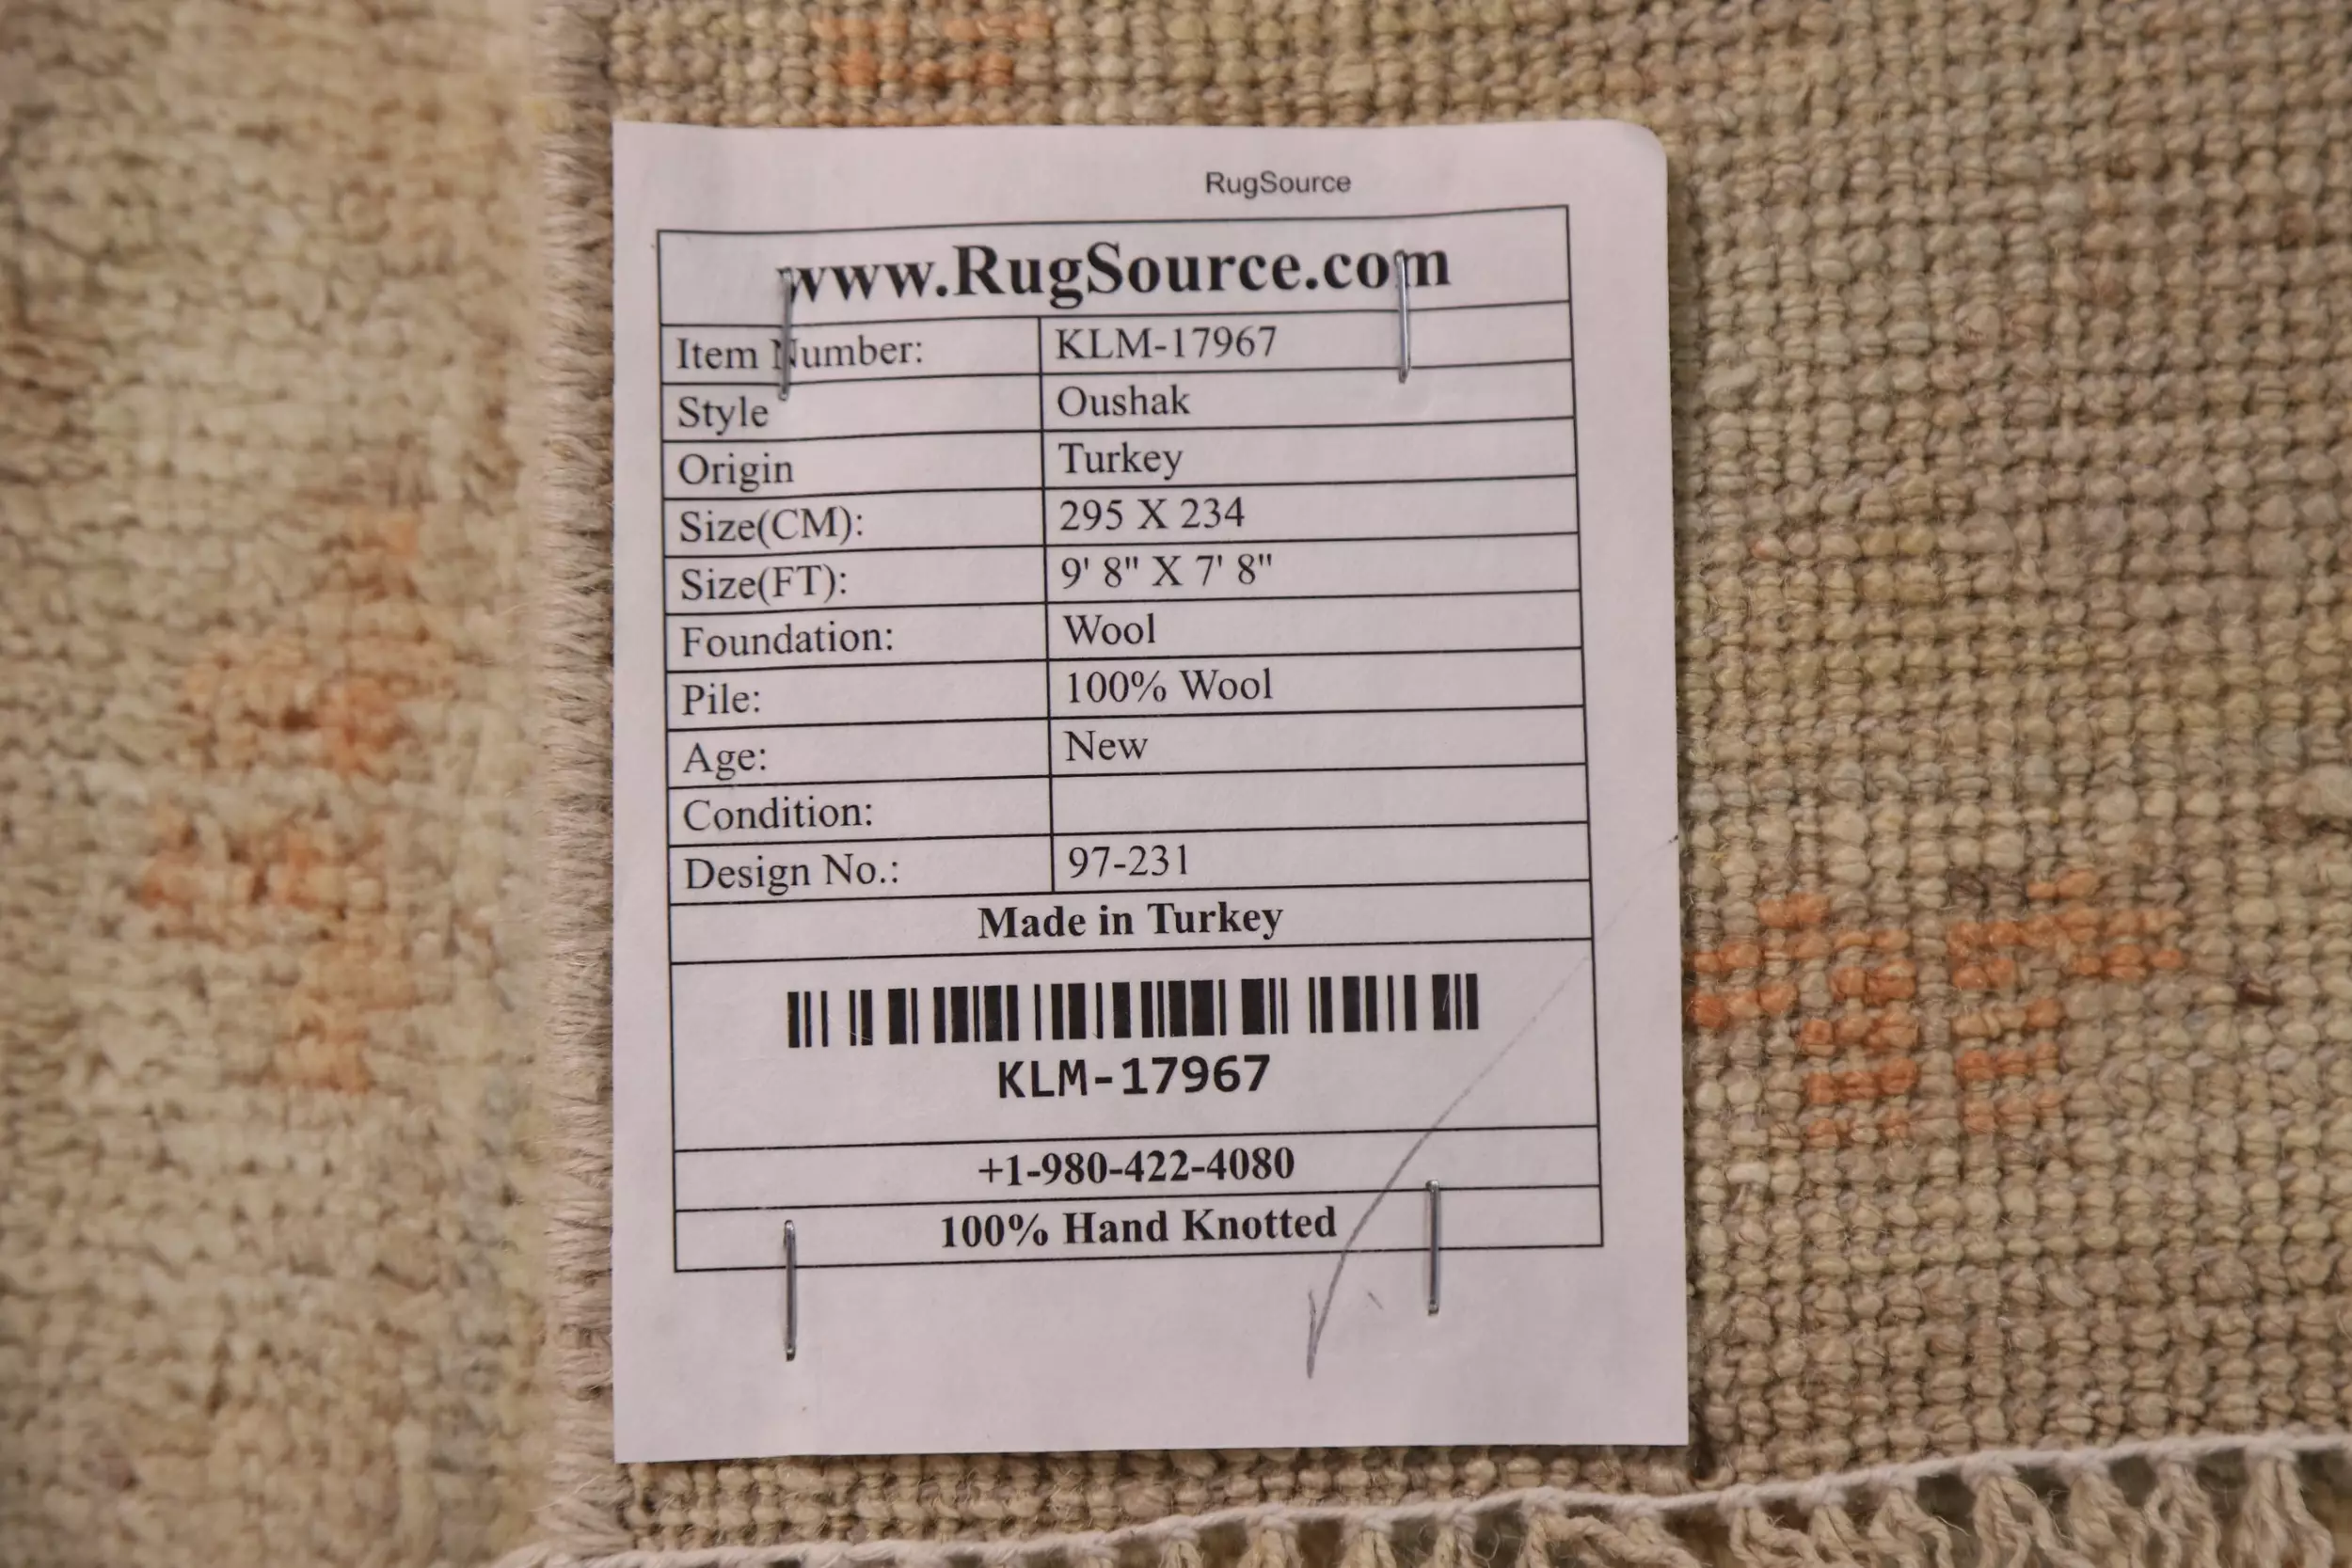 RugSource
www.RugSource.com
Item Number: KLM-17967
Style Oushak
Origin Turkey
Size(CM): 295 X 234
Size(FT): 9' 8" X 7' 8"
Foundation: Wool
Pile: 100% Wool
Age: New
Condition:
Design No.: 97-231
Made in Turkey
KLM-17967
+1-980-422-4080
100% Hand Knotted